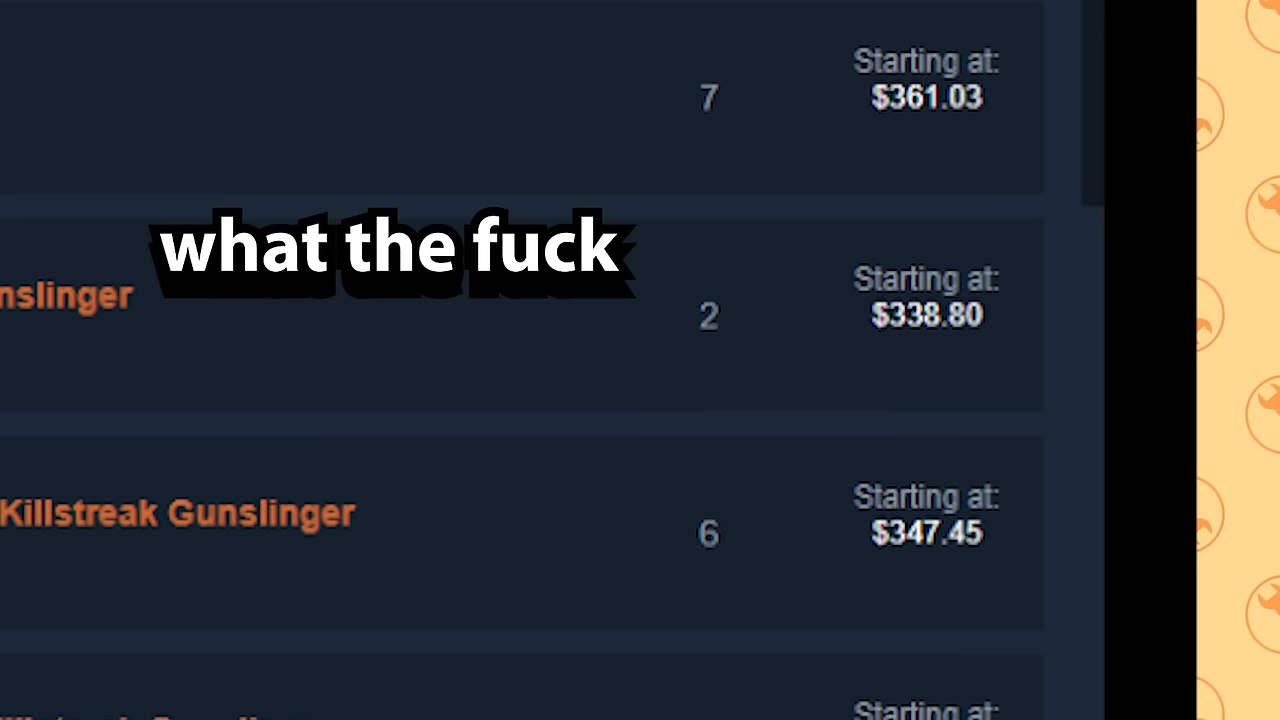 Starting at:
7
$361.03
what the fuck
nslinger
Starting at:
2
$338.80
Killstreak Gunslinger
Starting at:
6
$347.45
Starting at: